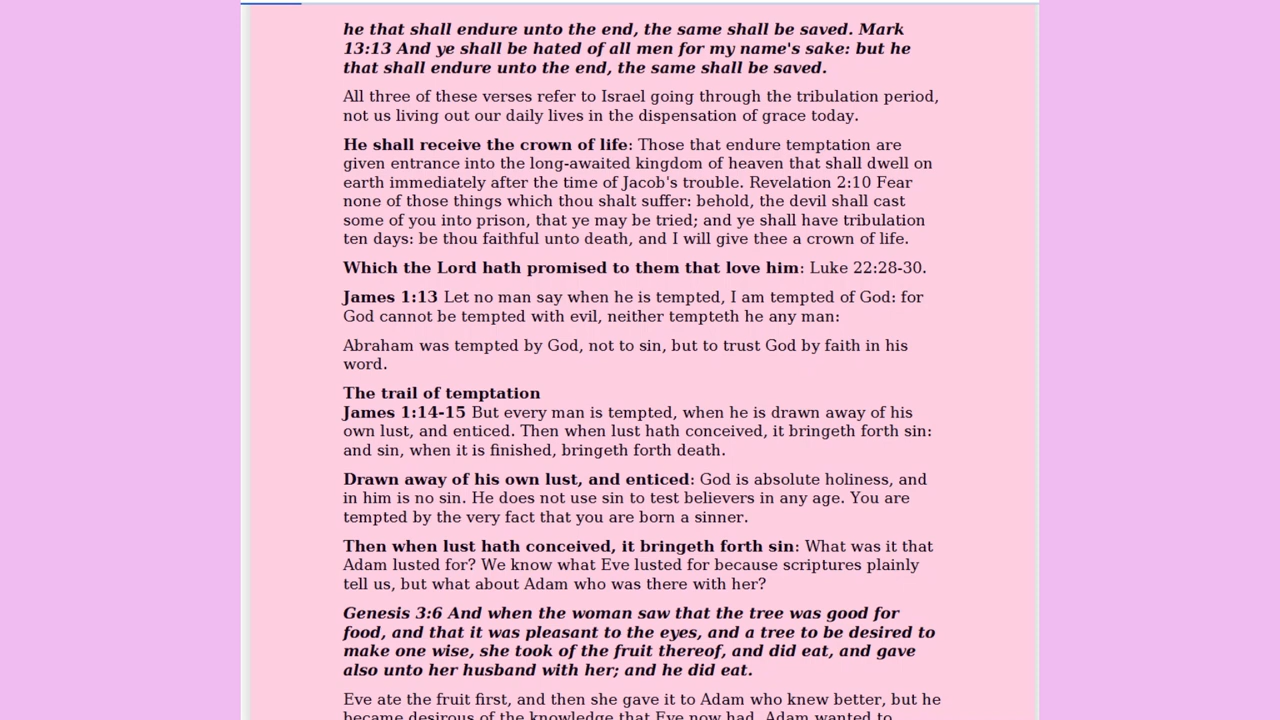 he that shall endure unto the end, the same shall be saved. Mark
13:13 And ye shall be hated of all men for my name's sake: but he
that shall endure unto the end, the same shall be saved.
All three of these verses refer to Israel going through the tribulation period,
not us living out our daily lives in the dispensation of grace today.
He shall receive the crown of life: Those that endure temptation are
given entrance into the long-awaited kingdom of heaven that shall dwell on
earth immediately after the time of Jacob's trouble. Revelation 2:10 Fear
none of those things which thou shalt suffer: behold, the devil shall cast
some of you into prison, that ye may be tried; and ye shall have tribulation
ten days: be thou faithful unto death, and I will give thee a crown of life.
Which the Lord hath promised to them that love him: Luke 22:28-30.
James 1:13 Let no man say when he is tempted, I am tempted of God: for
God cannot be tempted with evil, neither tempteth he any man:
Abraham was tempted by God, not to sin, but to trust God by faith in his
word.
The trail of temptation
James 1:14-15 But every man is tempted, when he is drawn away of his
own lust, and enticed. Then when lust hath conceived, it bringeth forth sin:
and sin, when it is finished, bringeth forth death.
Drawn away of his own lust, and enticed: God is absolute holiness, and
in him is no sin. He does not use sin to test believers in any age. You are
tempted by the very fact that you are born a sinner.
Then when lust hath conceived, it bringeth forth sin: What was it that
Adam lusted for? We know what Eve lusted for because scriptures plainly
tell us, but what about Adam who was there with her?
Genesis 3:6 And when the woman saw that the tree was good for
food, and that it was pleasant to the eyes, and a tree to be desired to
make one wise, she took of the fruit thereof, and did eat, and gave
also unto her husband with her; and he did eat.
Eve ate the fruit first, and then she gave it to Adam who knew better, but he
became desirous of the knowledge that Eve now had. Adam wanted to